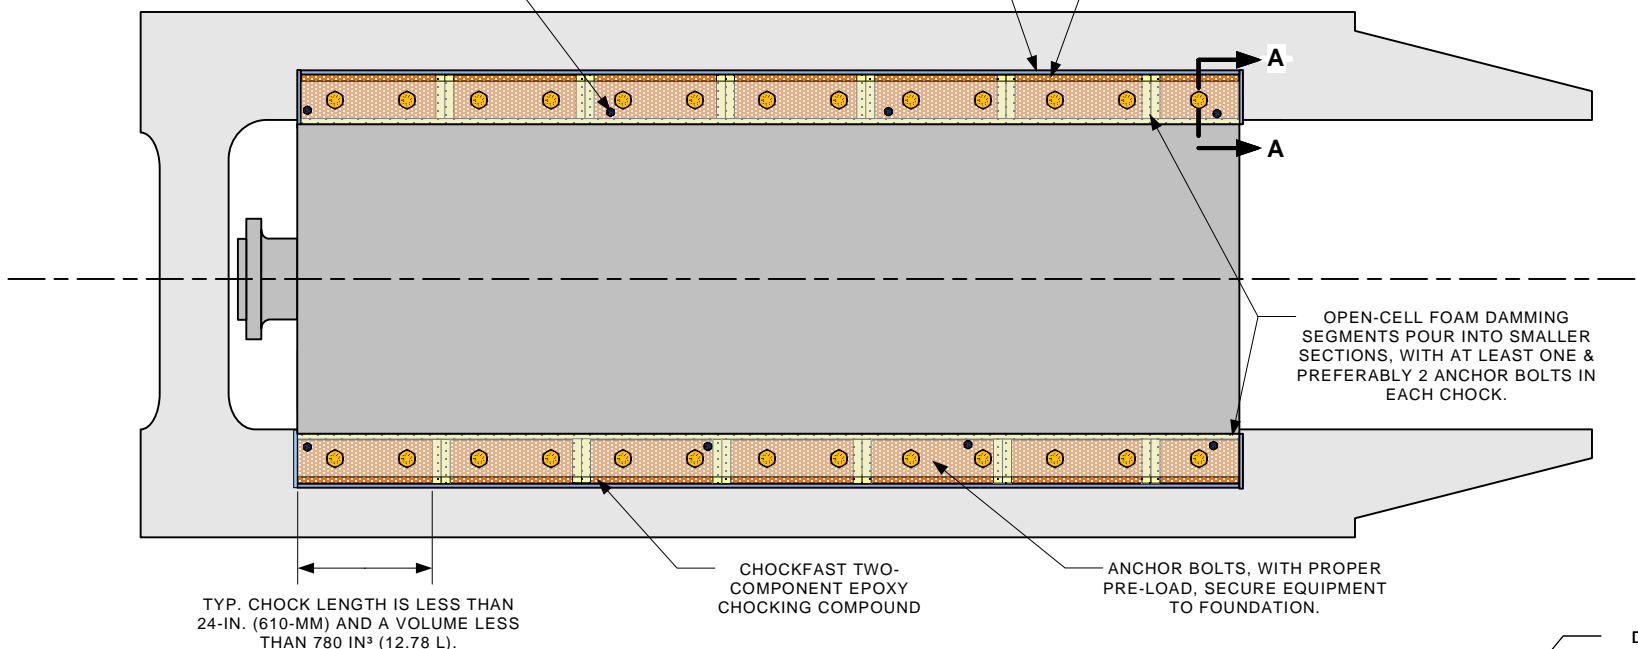 A
A
OPEN-CELL FOAM DAMMING
SEGMENTS POUR INTO SMALLER
SECTIONS, WITH AT LEAST ONE &
PREFERABLY 2 ANCHOR BOLTS IN
EACH CHOCK.
TYP. CHOCK LENGTH IS LESS THAN
24-IN. (610-MM) AND A VOLUME LESS
THAN 780 IN³ (12.78 L).
CHOCKFAST TWO-
COMPONENT EPOXY
CHOCKING COMPOUND
ANCHOR BOLTS, WITH PROPER
PRE-LOAD, SECURE EQUIPMENT
TO FOUNDATION.